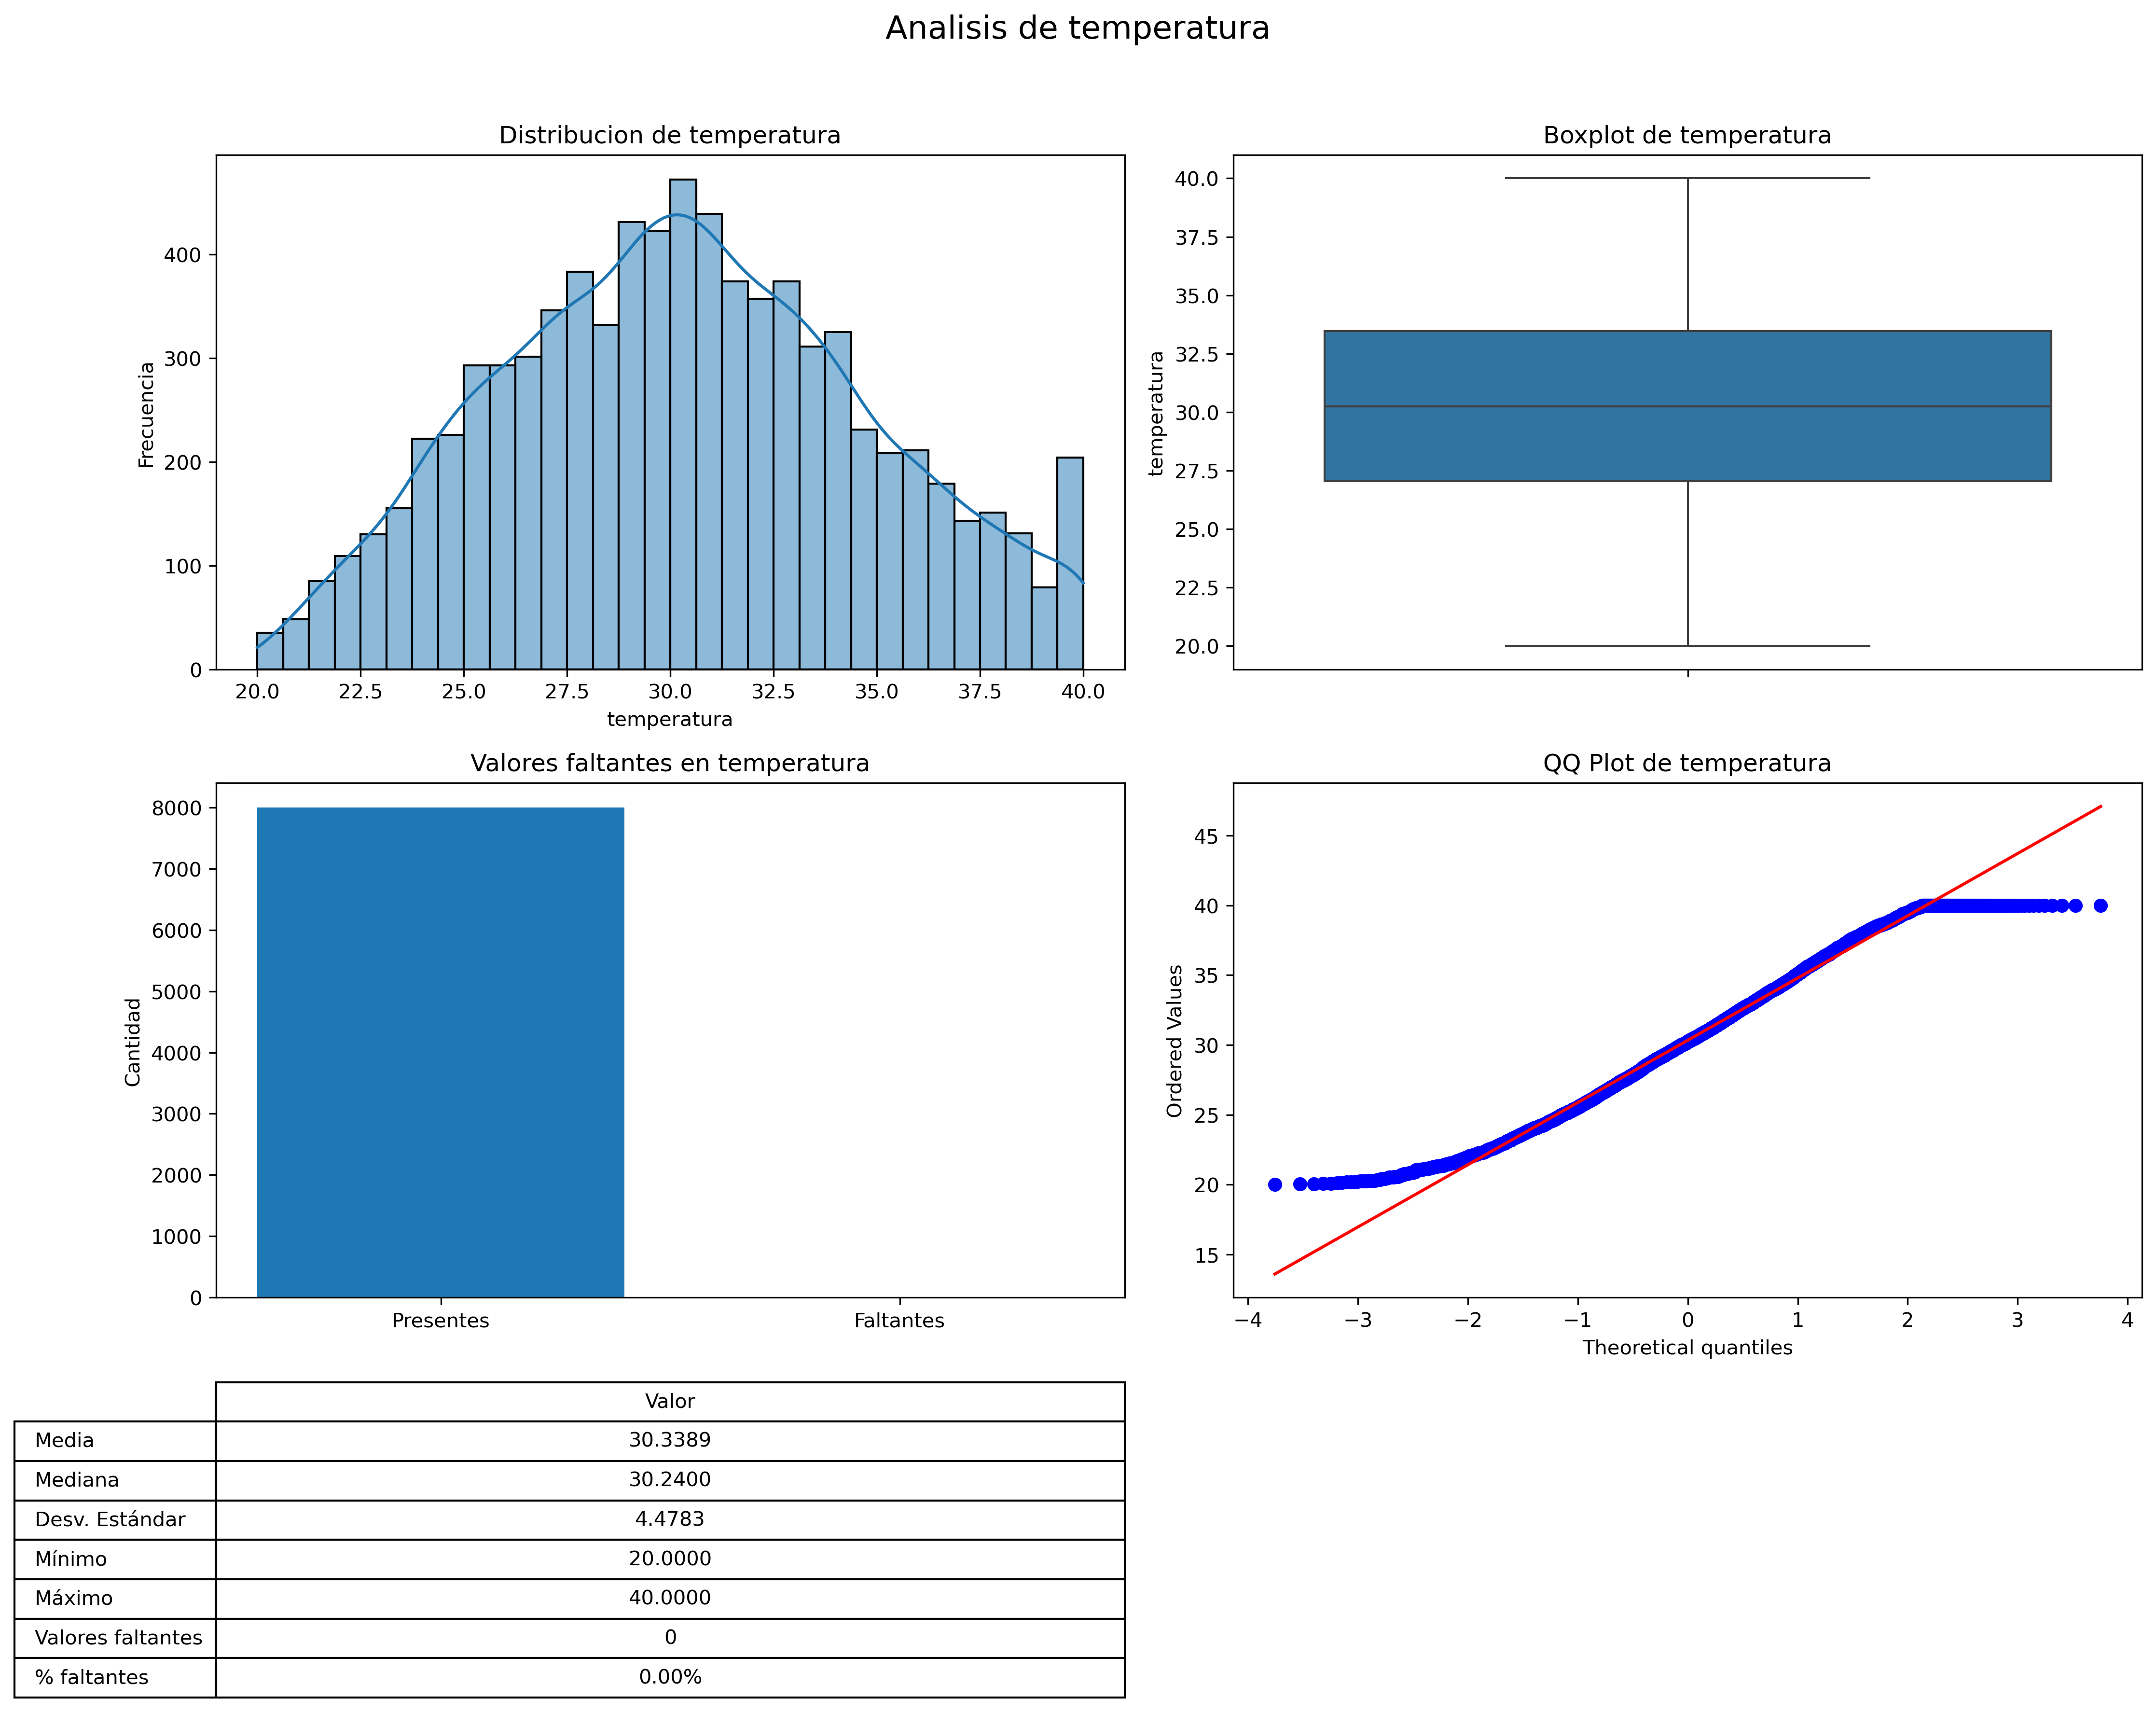 Analisis de temperatura
Distribucion de temperatura
Frecuencia
400
300
200
100
0
20.0 22.5 25.0 27.5 30.0 32.5 35.0 37.5 40.0
temperatura
Boxplot de temperatura
temperatura
40.0
37.5
35.0
32.5
30.0
27.5
25.0
22.5
20.0
Valores faltantes en temperatura
Cantidad
8000
7000
6000
5000
4000
3000
2000
1000
0
Presentes Faltantes
QQ Plot de temperatura
Ordered Values
45
40
35
30
25
20
15
−4 −3 −2 −1 0 1 2 3 4
Theoretical quantiles
Valor
Media 30.3389
Mediana 30.2400
Desv. Estándar 4.4783
Mínimo 20.0000
Máximo 40.0000
Valores faltantes 0
% faltantes 0.00%